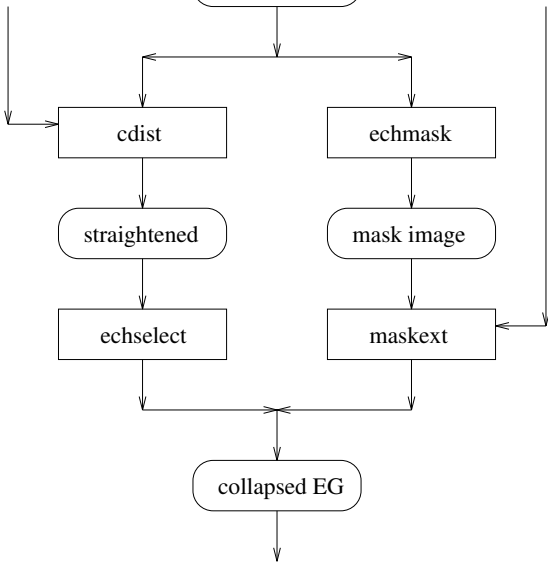 cdist
echmask
straightened
mask image
echselect
maskext
collapsed EG